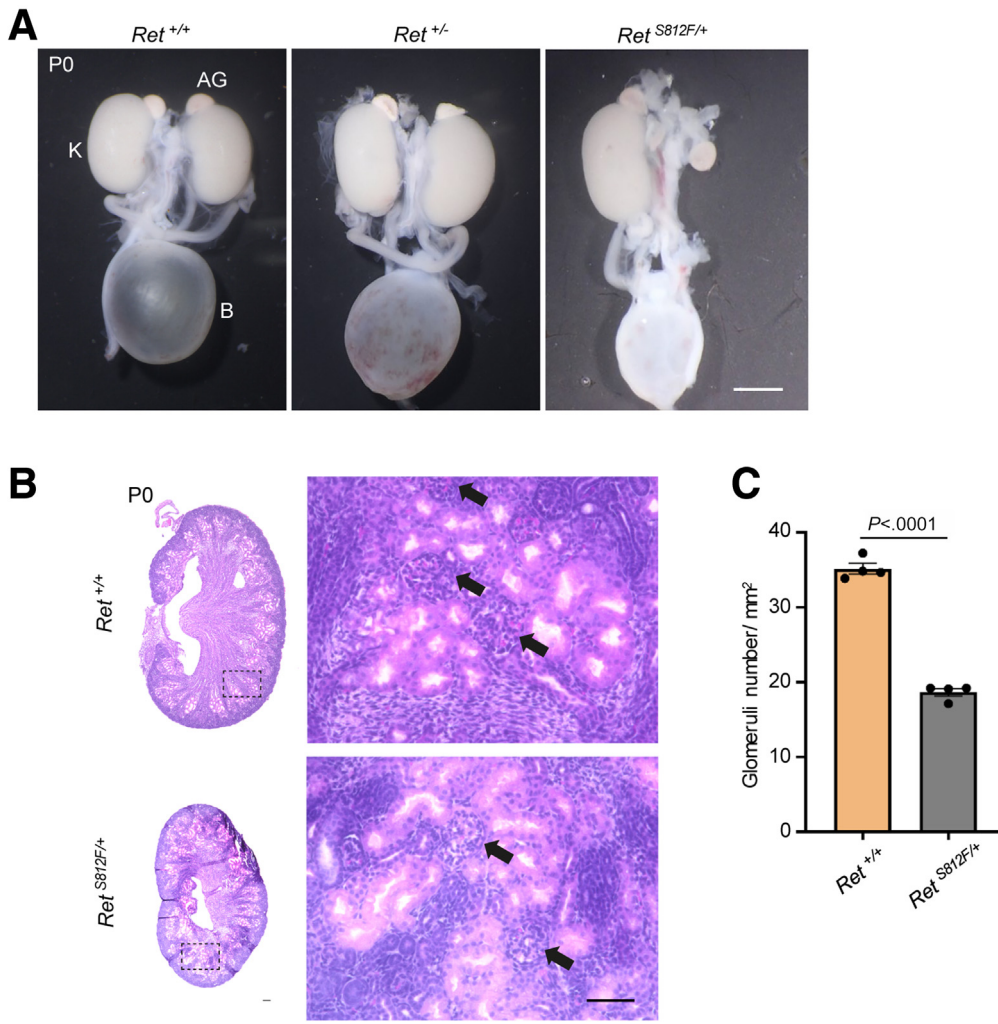 A
Ret +/+
Ret +/-
Ret S812F/+
P0
AG
K
B
B
P0
Ret +/+
Ret S812F/+
C
P<.0001
Glomeruli number/ mm2
40
30
20
10
0
Ret +/+
Ret S812F/+